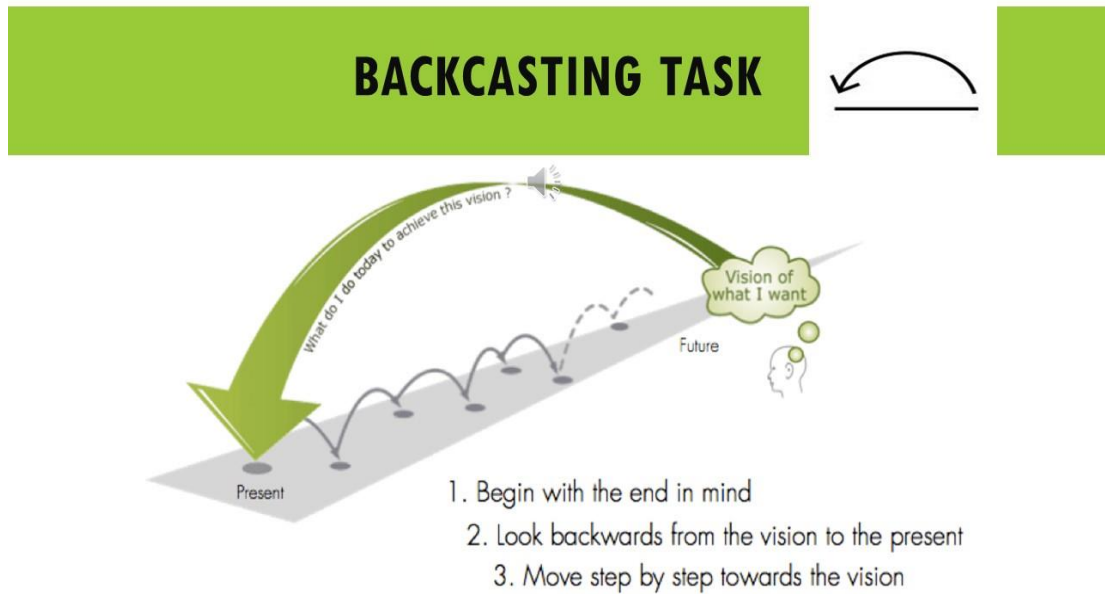 BACKCASTING TASK
What do I do today to achieve this vision ?
Vision of
what I want
Future
Present
1. Begin with the end in mind
2. Look backwards from the vision to the present
3. Move step by step towards the vision